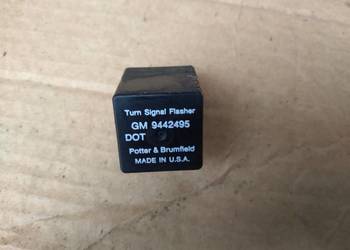 Turn Signal Flasher
GM 9442495
DOT
Potter & Brumfield
MADE IN U.S.A.